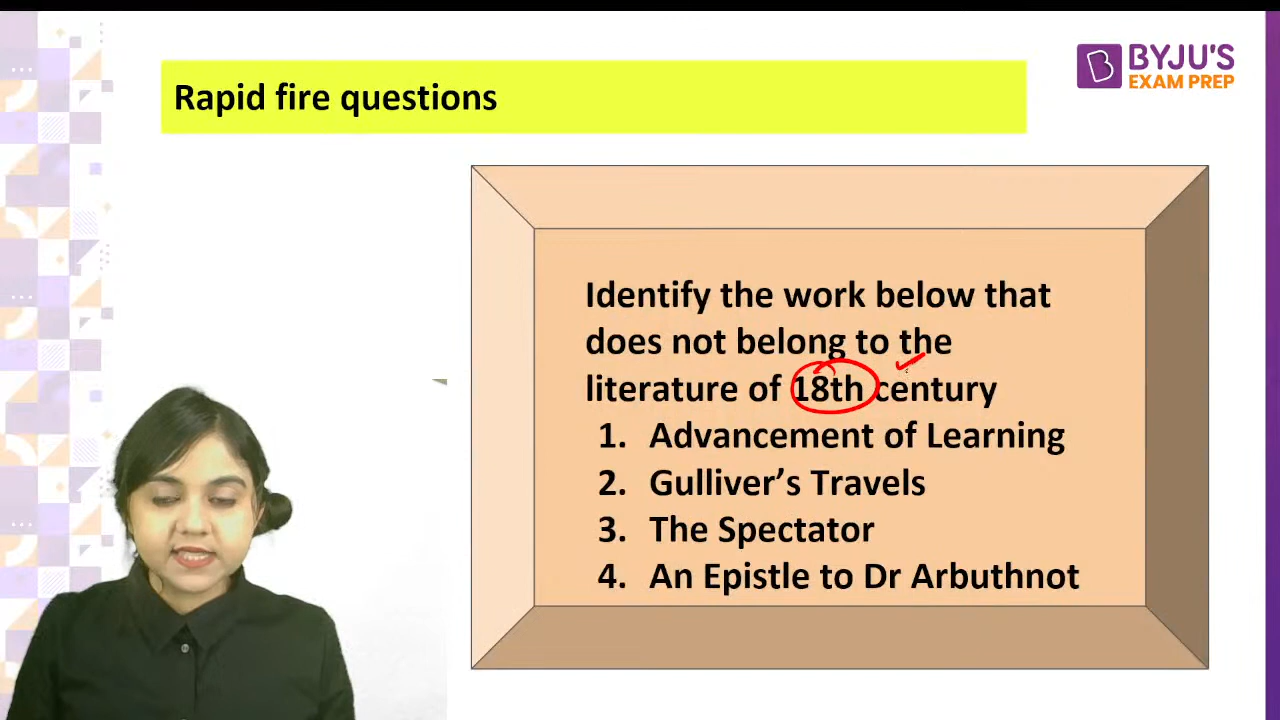 BYJU'S
EXAM PREP
Rapid fire questions
Identify the work below that
does not belong to the
literature of 18th century
1. Advancement of Learning
2. Gulliver’s Travels
3. The Spectator
4. An Epistle to Dr Arbuthnot